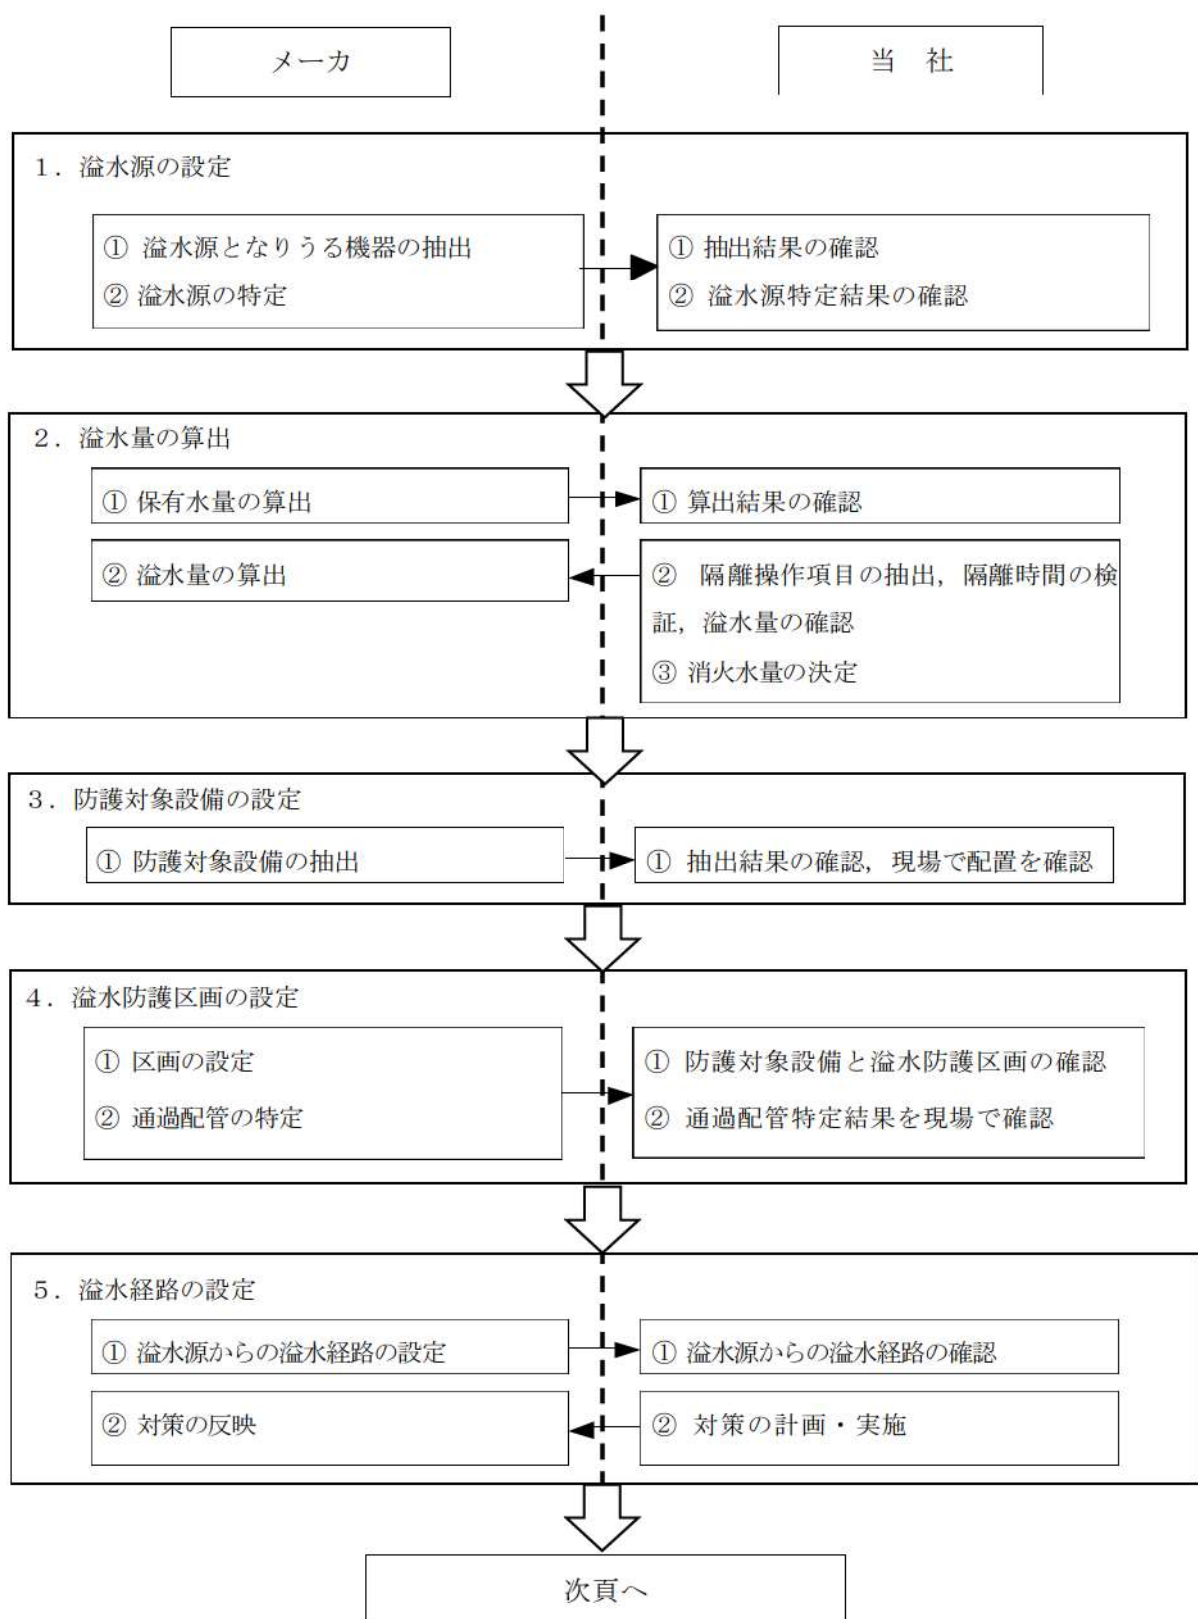 メーカ
当 社
１．溢水源の設定
① 溢水源となりうる機器の抽出
② 溢水源の特定
① 抽出結果の確認
② 溢水源特定結果の確認
２．溢水量の算出
① 保有水量の算出
① 算出結果の確認
② 溢水量の算出
② 隔離操作項目の抽出，隔離時間の検
証，溢水量の確認
③ 消火水量の決定
３．防護対象設備の設定
① 防護対象設備の抽出
① 抽出結果の確認，現場で配置を確認
４．溢水防護区画の設定
① 区画の設定
② 通過配管の特定
① 防護対象設備と溢水防護区画の確認
② 通過配管特定結果を現場で確認
５．溢水経路の設定
① 溢水源からの溢水経路の設定
① 溢水源からの溢水経路の確認
② 対策の反映
② 対策の計画・実施
次頁へ